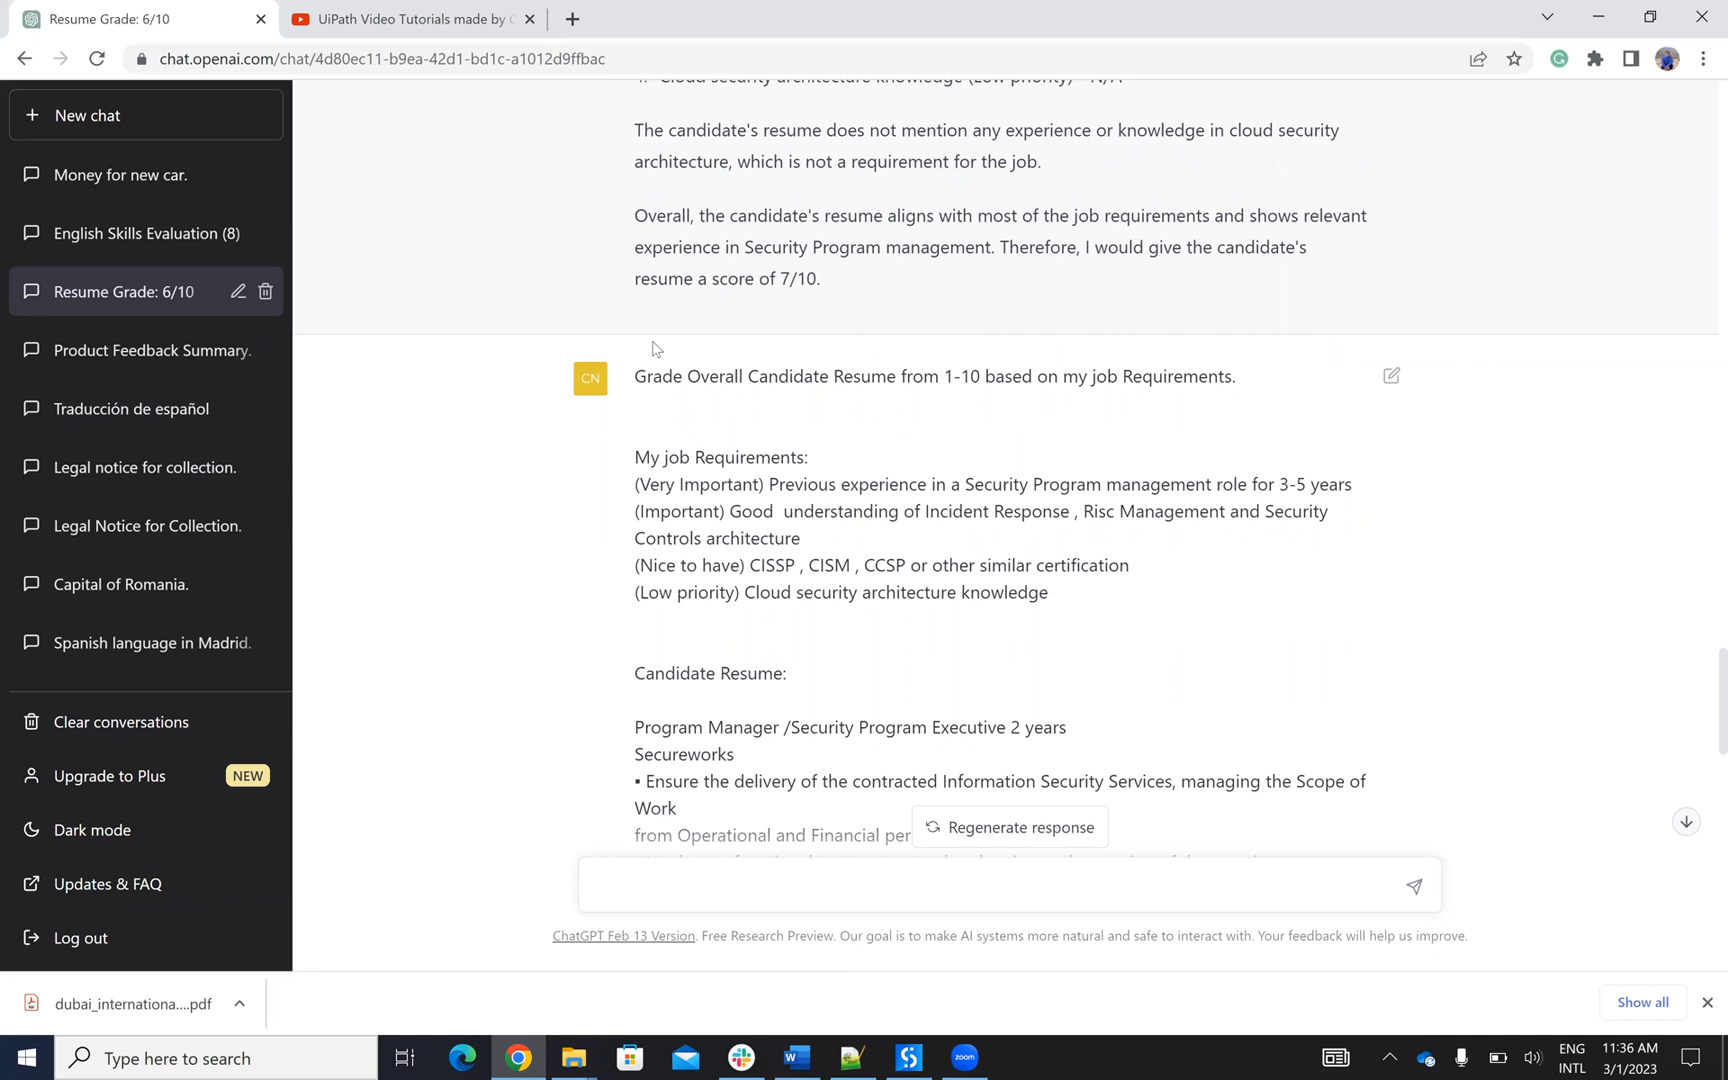 Resume Grade: 6/10
UiPath Video Tutorials made by
chat.openai.com/chat/4d80ec11-b9ea-42d1-bd1c-a1012d9ffbac
New chat
Money for new car.
English Skills Evaluation (8)
Resume Grade: 6/10
Product Feedback Summary.
Traducción de español
Legal notice for collection.
Legal Notice for Collection.
Capital of Romania.
Spanish language in Madrid.
Clear conversations
Upgrade to Plus NEW
Dark mode
Updates & FAQ
Log out
Cloud security architecture knowledge (Low priority) - N/A
The candidate's resume does not mention any experience or knowledge in cloud security
architecture, which is not a requirement for the job.
Overall, the candidate's resume aligns with most of the job requirements and shows relevant
experience in Security Program management. Therefore, I would give the candidate's
resume a score of 7/10.
CN
Grade Overall Candidate Resume from 1-10 based on my job Requirements.
My job Requirements:
(Very Important) Previous experience in a Security Program management role for 3-5 years
(Important) Good  understanding of Incident Response , Risc Management and Security
Controls architecture
(Nice to have) CISSP , CISM , CCSP or other similar certification
(Low priority) Cloud security architecture knowledge
Candidate Resume:
Program Manager /Security Program Executive 2 years
Secureworks
▪ Ensure the delivery of the contracted Information Security Services, managing the Scope of
Work
from Operational and Financial per
Regenerate response
ChatGPT Feb 13 Version. Free Research Preview. Our goal is to make AI systems more natural and safe to interact with. Your feedback will help us improve.
dubai_internationa....pdf
Show all
Type here to search
zoom
ENG
INTL
11:36 AM
3/1/2023